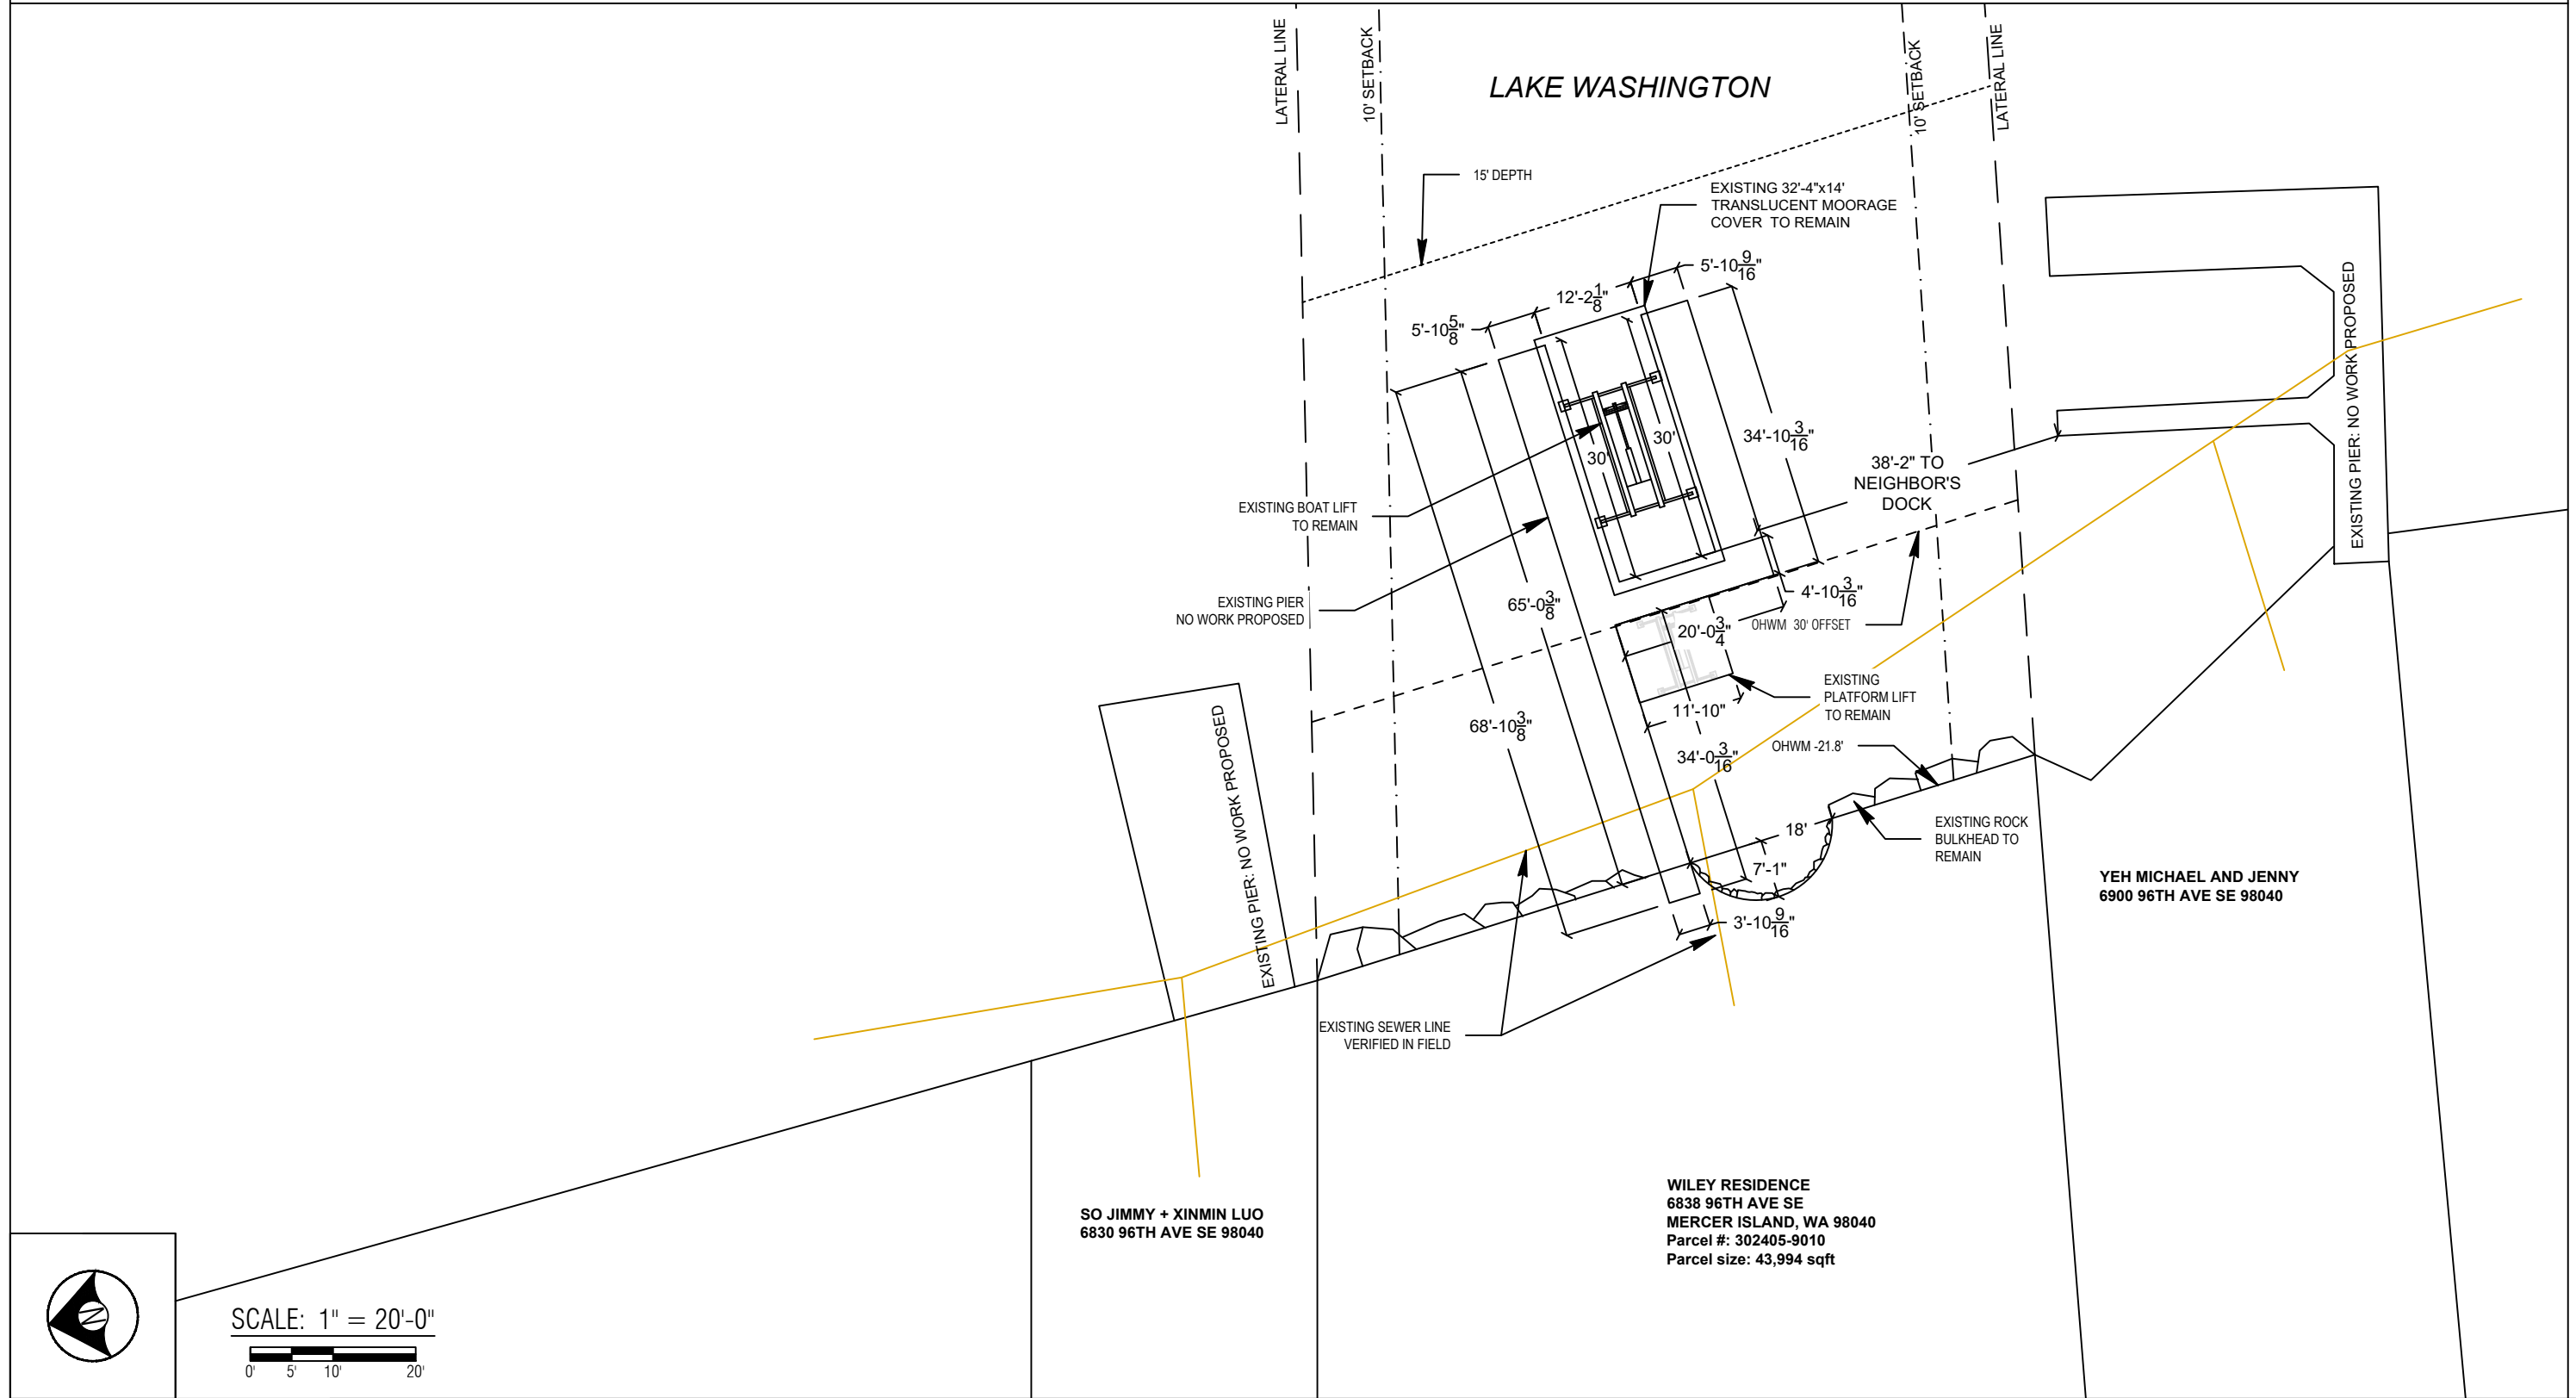 LATERAL LINE
10' SETBACK
LAKE WASHINGTON
10' SETBACK
LATERAL LINE
15' DEPTH
EXISTING 32'-4"x14'
TRANSLUCENT MOORAGE
COVER TO REMAIN
5'-10 9/16"
12'-2 1/8"
5'-10 5/8"
EXISTING PIER: NO WORK PROPOSED
30'
30'
34'-10 3/16"
38'-2" TO
NEIGHBOR'S
DOCK
EXISTING BOAT LIFT
TO REMAIN
EXISTING PIER
NO WORK PROPOSED
65'-0 3/8"
4'-10 3/16"
20'-0 3/4"
OHWM 30' OFFSET
EXISTING
PLATFORM LIFT
TO REMAIN
11'-10"
68'-10 3/8"
34'-0 3/16"
OHWM -21.8'
EXISTING PIER: NO WORK PROPOSED
18'
7'-1"
EXISTING ROCK
BULKHEAD TO
REMAIN
3'-10 9/16"
YEH MICHAEL AND JENNY
6900 96TH AVE SE 98040
EXISTING SEWER LINE
VERIFIED IN FIELD
SO JIMMY + XINMIN LUO
6830 96TH AVE SE 98040
WILEY RESIDENCE
6838 96TH AVE SE
MERCER ISLAND, WA 98040
Parcel #: 302405-9010
Parcel size: 43,994 sqft
N
SCALE: 1" = 20'-0"
0' 5' 10' 20'